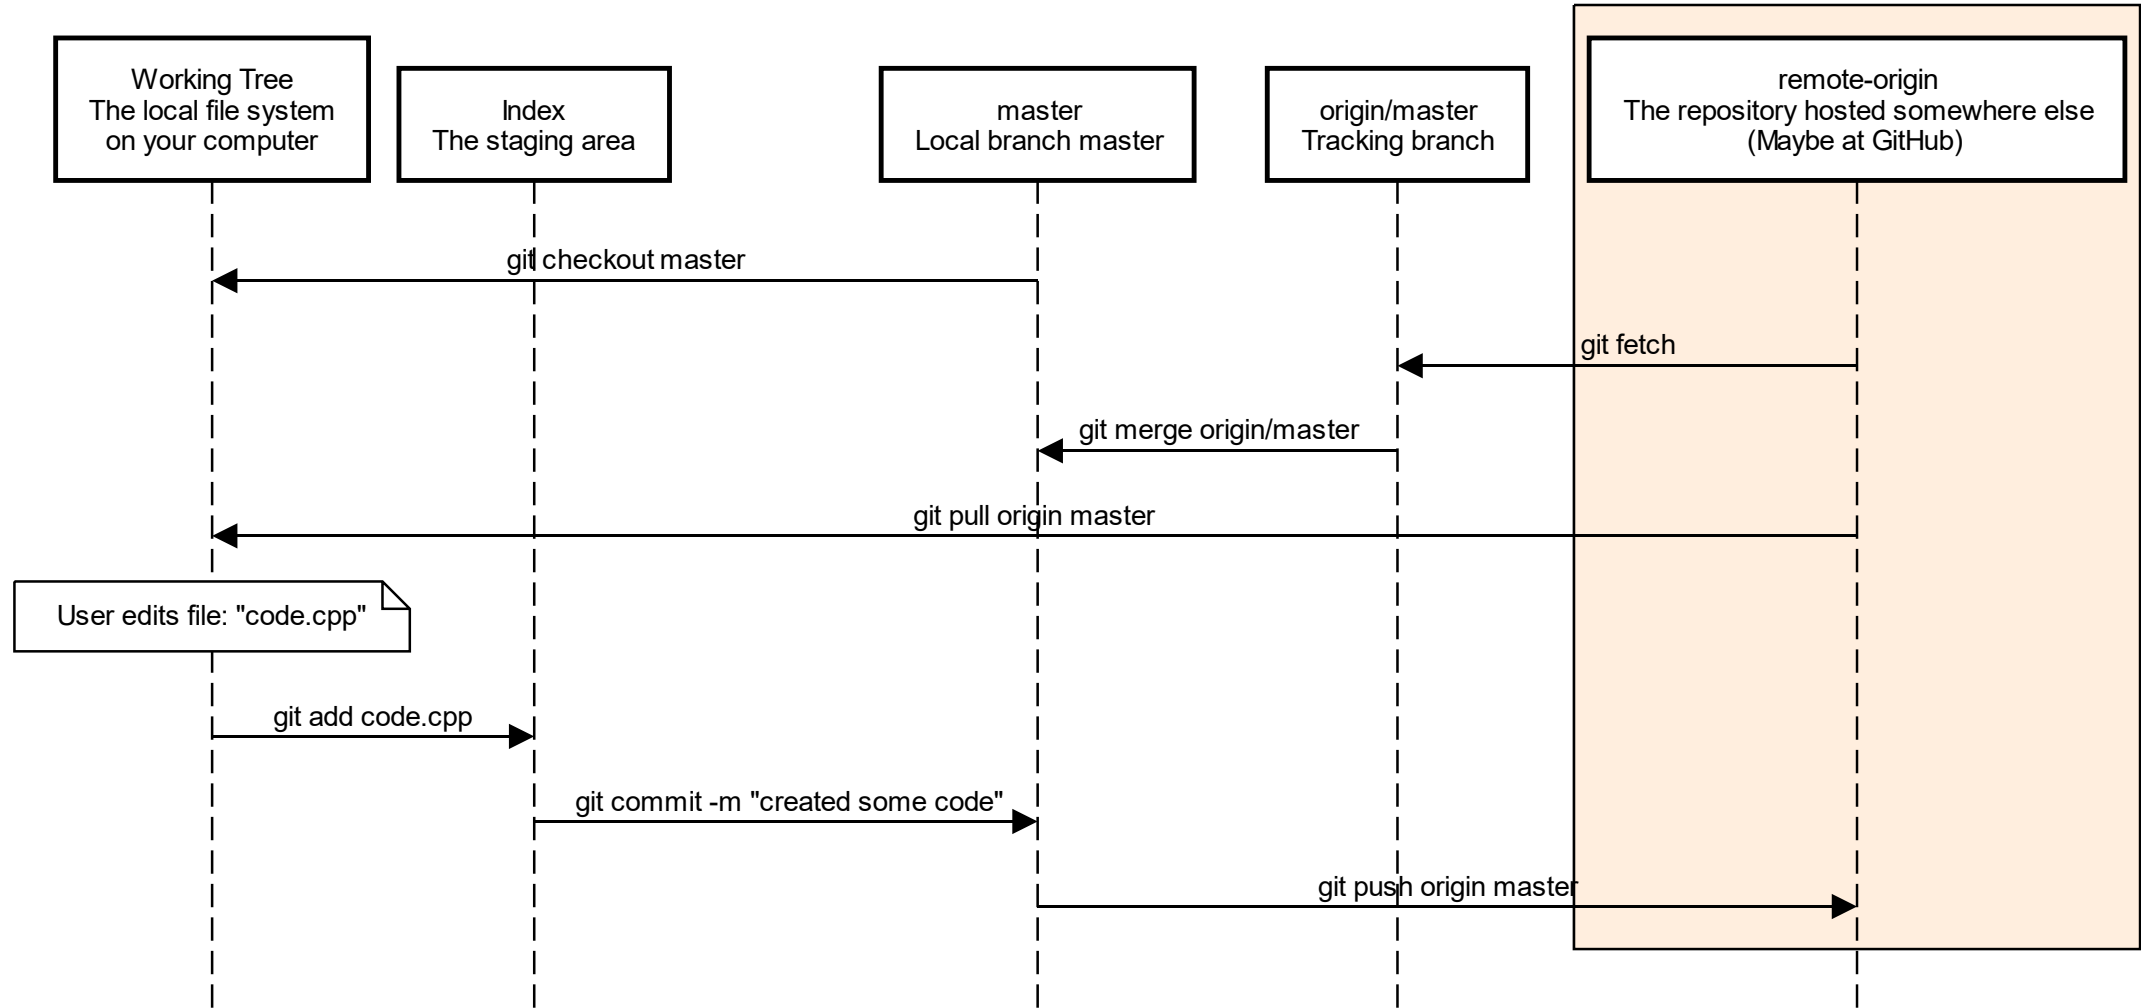 Working Tree
The local file system
on your computer
Index
The staging area
master
Local branch master
origin/master
Tracking branch
remote-origin
The repository hosted somewhere else
(Maybe at GitHub)
git checkout master
git fetch
git merge origin/master
git pull origin master
User edits file: "code.cpp"
git add code.cpp
git commit -m "created some code"
git push origin master